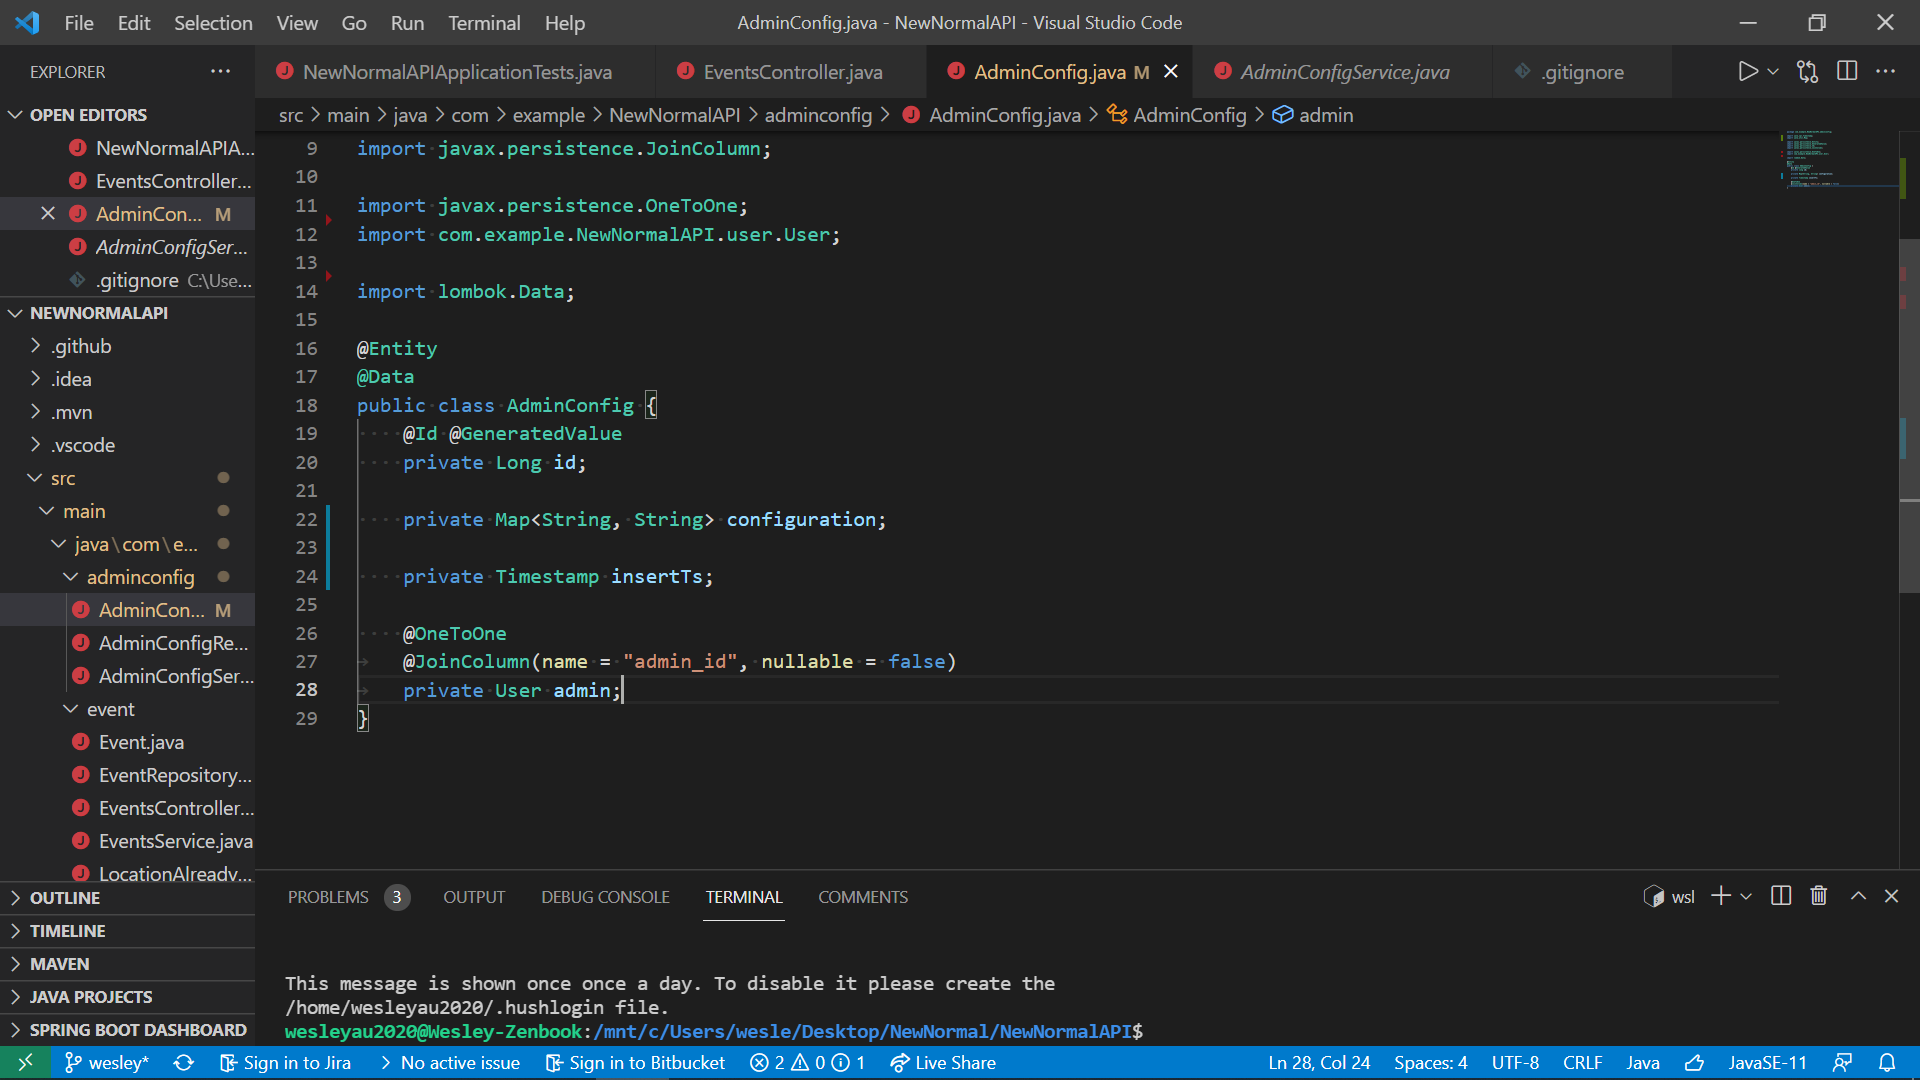 File Edit Selection View Go Run Terminal Help
AdminConfig.java - NewNormalAPI - Visual Studio Code
EXPLORER
NewNormalAPIApplicationTests.java
EventsController.java
AdminConfig.java M
AdminConfigService.java
.gitignore
src > main > java > com > example > NewNormalAPI > adminconfig > AdminConfig.java > AdminConfig > admin
OPEN EDITORS
NewNormalAPIA...
EventsController...
AdminCon... M
AdminConfigSer...
.gitignore C:\Use...
NEWNORMALAPI
.github
.idea
.mvn
.vscode
src
main
java\com\e...
adminconfig
AdminCon... M
AdminConfigRe...
AdminConfigSer...
event
Event.java
EventRepository...
EventsController...
EventsService.java
LocationAlready...
OUTLINE
TIMELINE
MAVEN
JAVA PROJECTS
SPRING BOOT DASHBOARD
9 import javax.persistence.JoinColumn;
10
11 import javax.persistence.OneToOne;
12 import com.example.NewNormalAPI.user.User;
13
14 import lombok.Data;
15
16 @Entity
17 @Data
18 public class AdminConfig {
19 @Id @GeneratedValue
20 private Long id;
21
22 private Map<String, String> configuration;
23
24 private Timestamp insertTs;
25
26 @OneToOne
27 @JoinColumn(name = "admin_id", nullable = false)
28 private User admin;
29 }
PROBLEMS 3 OUTPUT DEBUG CONSOLE TERMINAL COMMENTS
wsl
This message is shown once once a day. To disable it please create the
/home/wesleyau2020/.hushlogin file.
wesleyau2020@Wesley-Zenbook:/mnt/c/Users/wesle/Desktop/NewNormal/NewNormalAPI$
wesley* Sign in to Jira No active issue Sign in to Bitbucket 2 0 1 Live Share Ln 28, Col 24 Spaces: 4 UTF-8 CRLF Java JavaSE-11